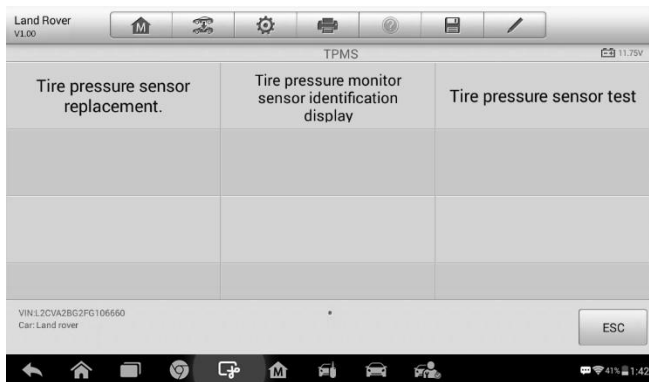 Land Rover
V1.00
M
TPMS
11.75V
Tire pressure sensor
replacement.
Tire pressure monitor
sensor identification
display
Tire pressure sensor test
VIN:L2CVA2BG2FG106660
Car: Land rover
ESC
M
41%
1:42